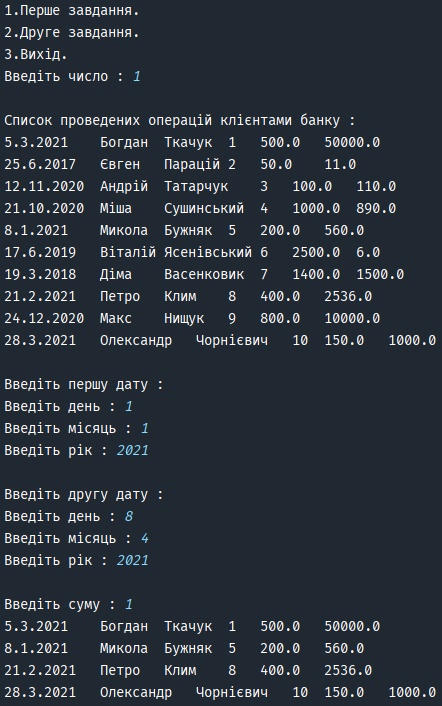 1.Перше завдання.
2.Друге завдання.
3.Вихід.
Введіть число : 1
Список проведених операцій клієнтами банку :
5.3.2021 Богдан Ткачук 1 500.0 50000.0
25.6.2017 Євген Парацій 2 50.0 11.0
12.11.2020 Андрій Татарчук 3 100.0 110.0
21.10.2020 Міша Сушинський 4 1000.0 890.0
8.1.2021 Микола Бужняк 5 200.0 560.0
17.6.2019 Віталій Ясенівський 6 2500.0 6.0
19.3.2018 Діма Васенковик 7 1400.0 1500.0
21.2.2021 Петро Клим 8 400.0 2536.0
24.12.2020 Макс Нищук 9 800.0 10000.0
28.3.2021 Олександр Чорнієвич 10 150.0 1000.0
Введіть першу дату :
Введіть день : 1
Введіть місяць : 1
Введіть рік : 2021
Введіть другу дату :
Введіть день : 8
Введіть місяць : 4
Введіть рік : 2021
Введіть суму : 1
5.3.2021 Богдан Ткачук 1 500.0 50000.0
8.1.2021 Микола Бужняк 5 200.0 560.0
21.2.2021 Петро Клим 8 400.0 2536.0
28.3.2021 Олександр Чорнієвич 10 150.0 1000.0